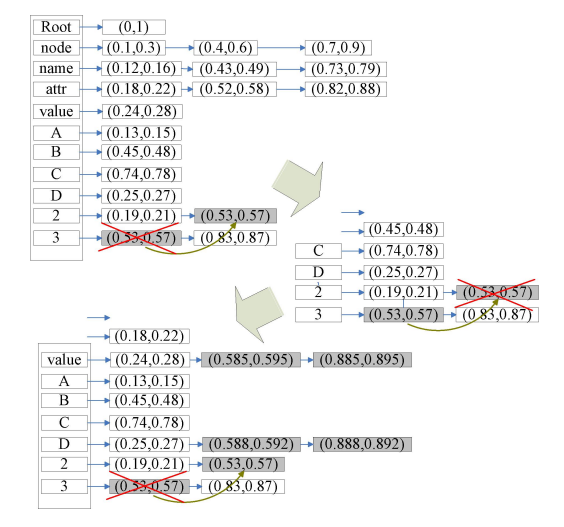 Root (0,1)
node (0.1,0.3) (0.4,0.6) (0.7,0.9)
name (0.12,0.16) (0.43,0.49) (0.73,0.79)
attr (0.18,0.22) (0.52,0.58) (0.82,0.88)
value (0.24,0.28)
A (0.13,0.15)
B (0.45,0.48)
C (0.74,0.78)
D (0.25,0.27)
2 (0.19,0.21) (0.53,0.57)
3 (0.53,0.57) (0.83,0.87)
(0.45,0.48)
C (0.74,0.78)
D (0.25,0.27)
2 (0.19,0.21) (0.53,0.57)
3 (0.53,0.57) (0.83,0.87)
(0.18,0.22)
value (0.24,0.28) (0.585,0.595) (0.885,0.895)
A (0.13,0.15)
B (0.45,0.48)
C (0.74,0.78)
D (0.25,0.27) (0.588,0.592) (0.888,0.892)
2 (0.19,0.21) (0.53,0.57)
3 (0.53,0.57) (0.83,0.87)